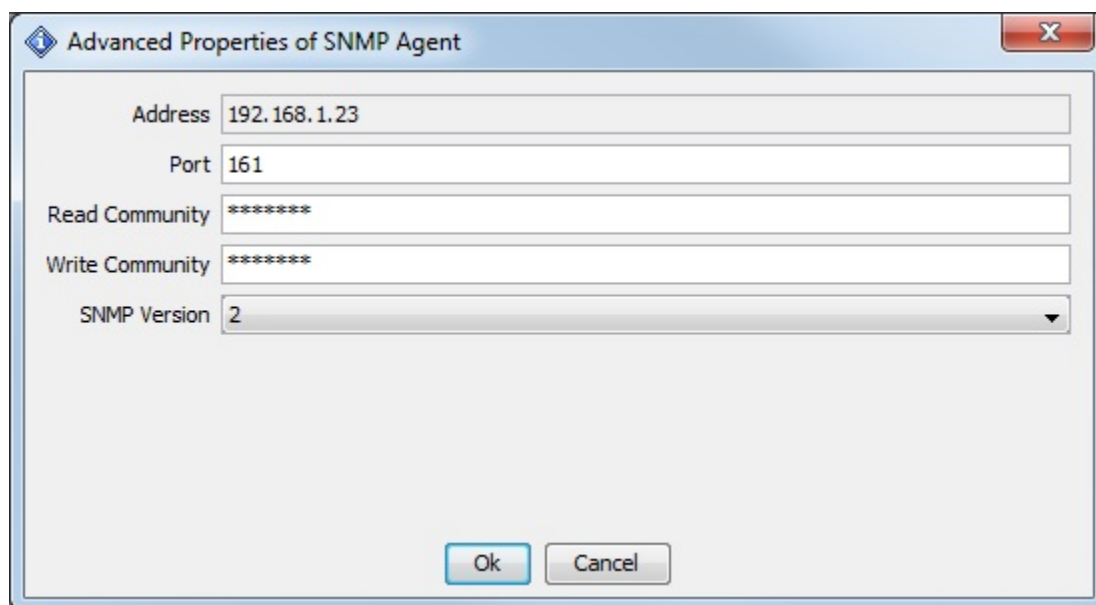 Advanced Properties of SNMP Agent
Address 192.168.1.23
Port 161
Read Community *******
Write Community *******
SNMP Version 2
Ok Cancel